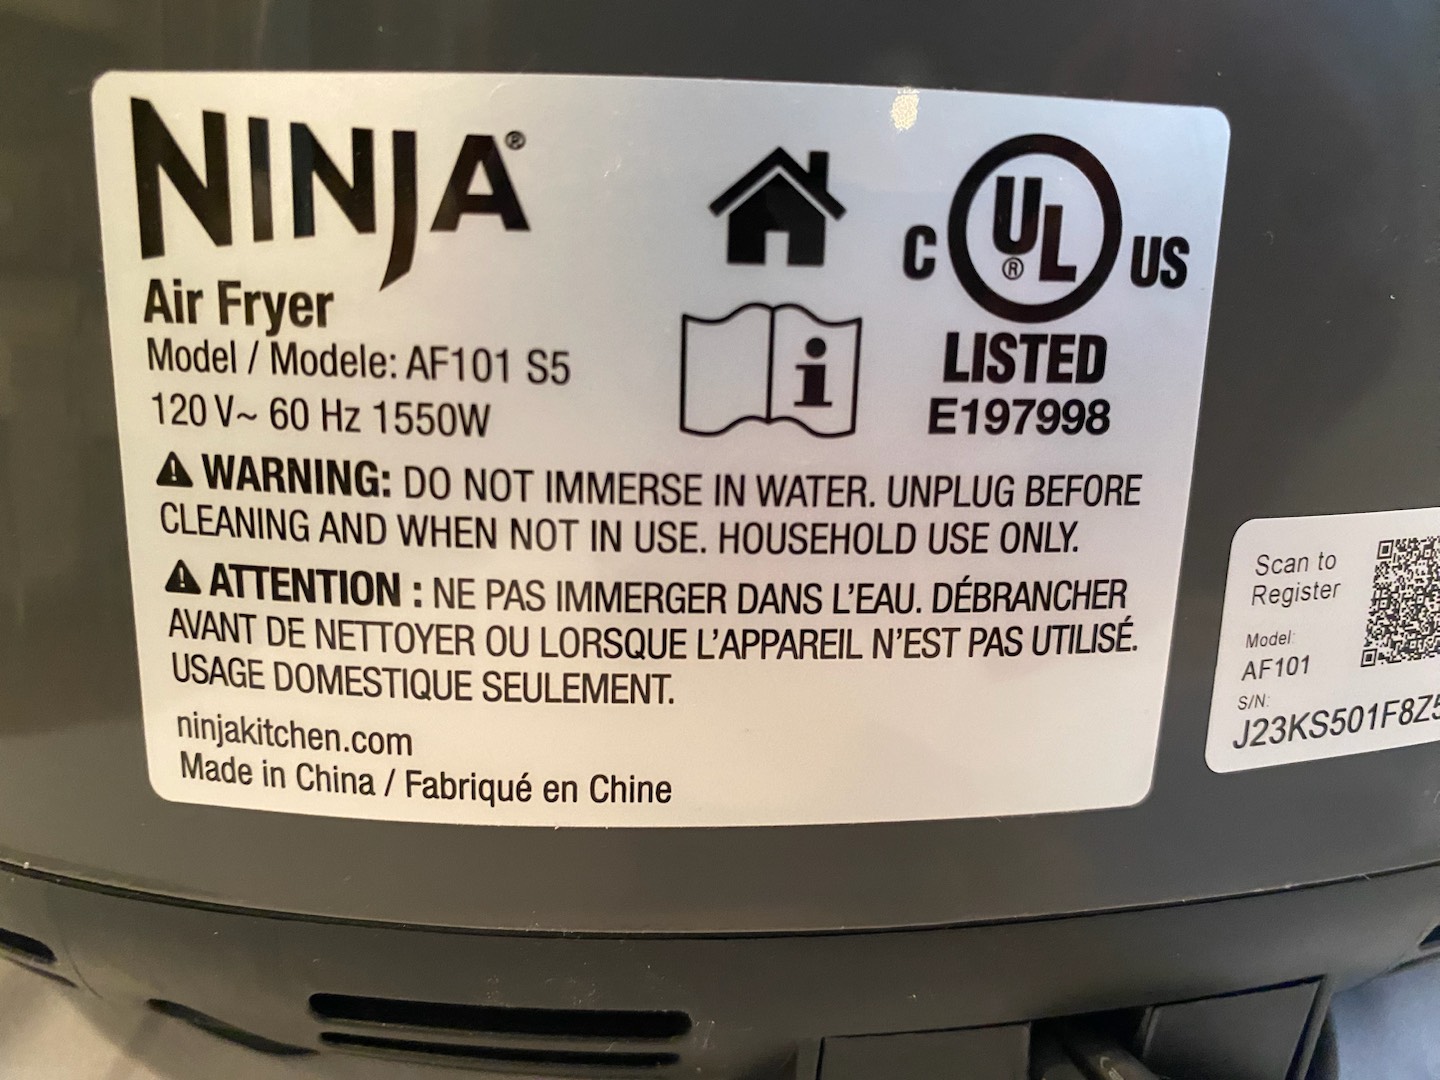 NINJA®
Air Fryer
Model / Modele: AF101 S5
120 V~ 60 Hz 1550W
C UL® US
LISTED
E197998
⚠ WARNING: DO NOT IMMERSE IN WATER. UNPLUG BEFORE
CLEANING AND WHEN NOT IN USE. HOUSEHOLD USE ONLY.
⚠ ATTENTION : NE PAS IMMERGER DANS L'EAU. DÉBRANCHER
AVANT DE NETTOYER OU LORSQUE L'APPAREIL N'EST PAS UTILISÉ.
USAGE DOMESTIQUE SEULEMENT.
ninjakitchen.com
Made in China / Fabriqué en Chine
Scan to
Register
Model:
AF101
S/N:
J23KS501F8Z5